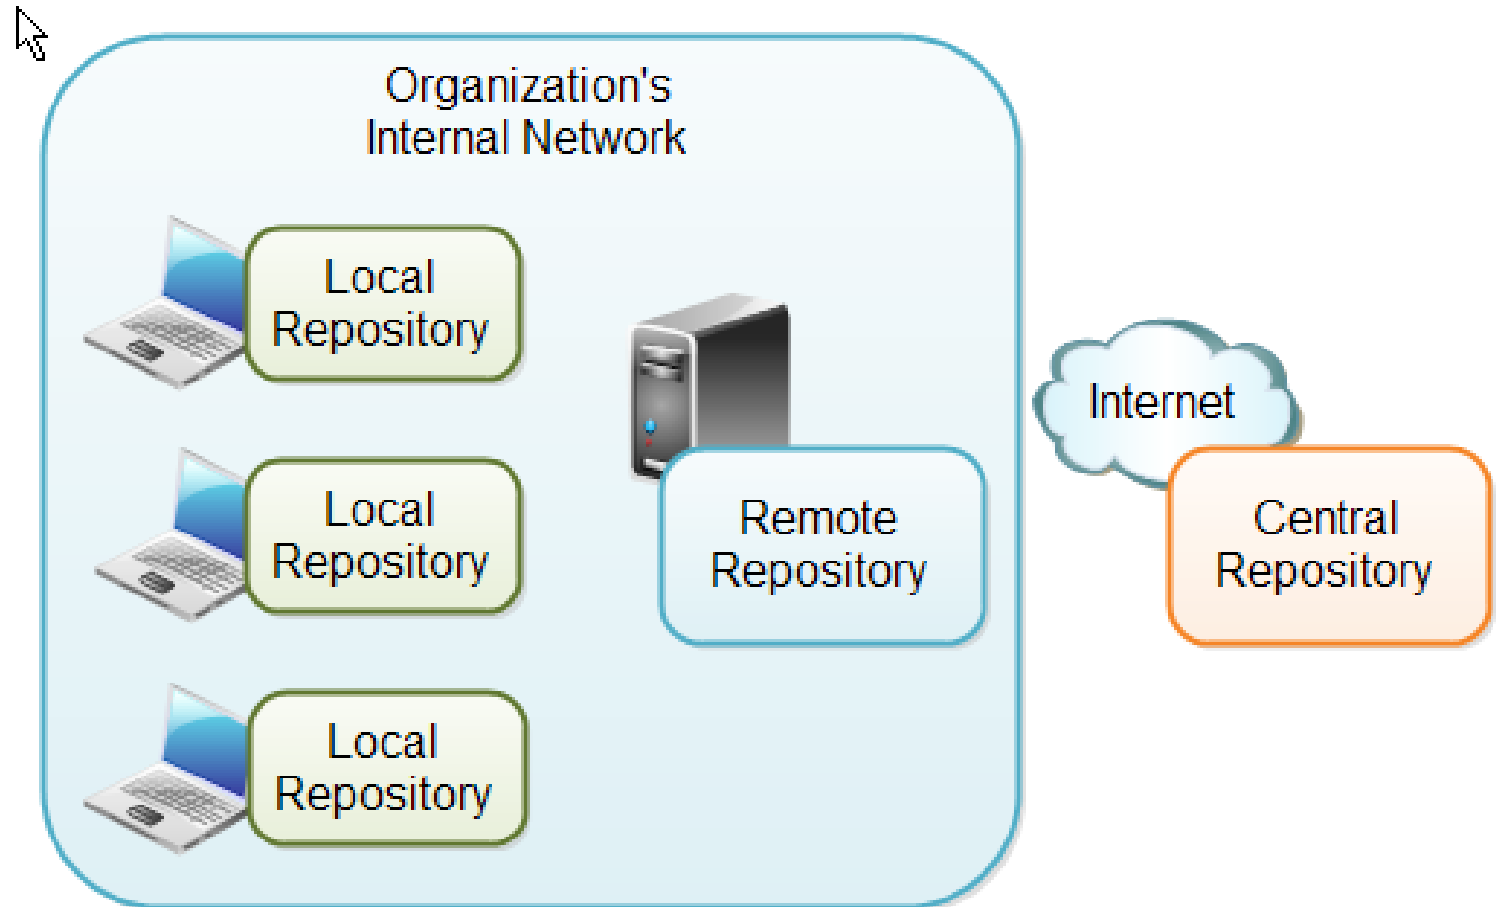 Organization's
Internal Network
Local
Repository
Local
Repository
Local
Repository
Remote
Repository
Internet
Central
Repository